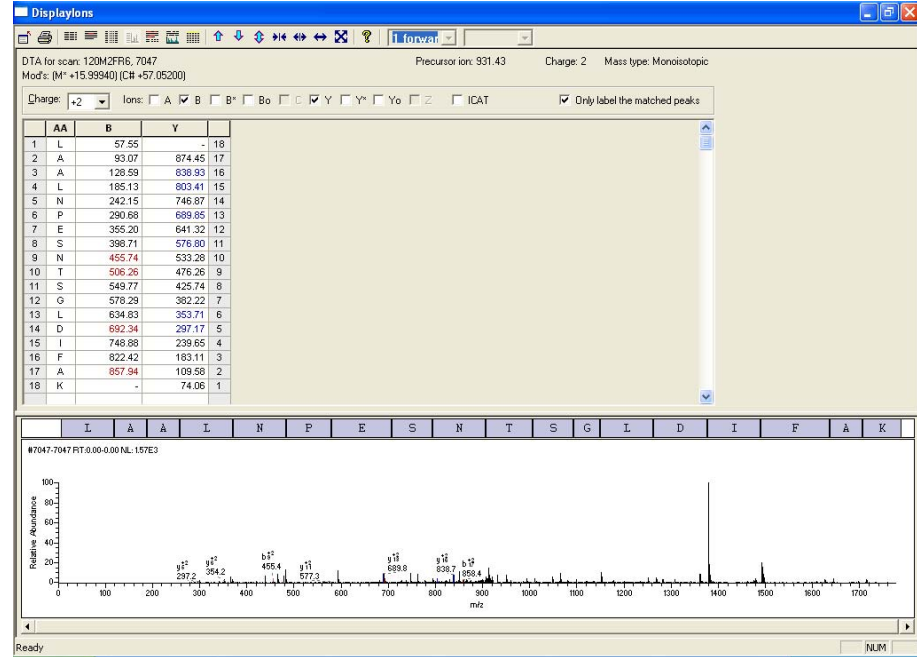 DisplayIons
1 forwar
DTA for scan: 120M2FR6, 7047 Precursor ion: 931.43 Charge: 2 Mass type: Monoisotopic
Mod's: (M* +15.99940) (C# +57.05200)
Charge: +2 Ions: A B B* Bo C Y Y* Yo Z ICAT Only label the matched peaks
AA B Y
1 L 57.55 - 18
2 A 93.07 874.45 17
3 A 128.59 838.93 16
4 L 185.13 803.41 15
5 N 242.15 746.87 14
6 P 290.68 689.85 13
7 E 355.20 641.32 12
8 S 398.71 576.80 11
9 N 455.74 533.28 10
10 T 506.26 476.26 9
11 S 549.77 425.74 8
12 G 578.29 382.22 7
13 L 634.83 353.71 6
14 D 692.34 297.17 5
15 I 748.88 239.65 4
16 F 822.42 183.11 3
17 A 857.94 109.58 2
18 K - 74.06 1
L A A L N P E S N T S G L D I F A K
#7047-7047 RT:0.00-0.00 NL: 1.57E3
Relative Abundance
100
80
60
40
20
0
297.2
354.2
455.4
577.3
689.8
838.7
858.4
0 100 200 300 400 500 600 700 800 900 1000 1100 1200 1300 1400 1500 1600 1700
m/z
Ready NUM